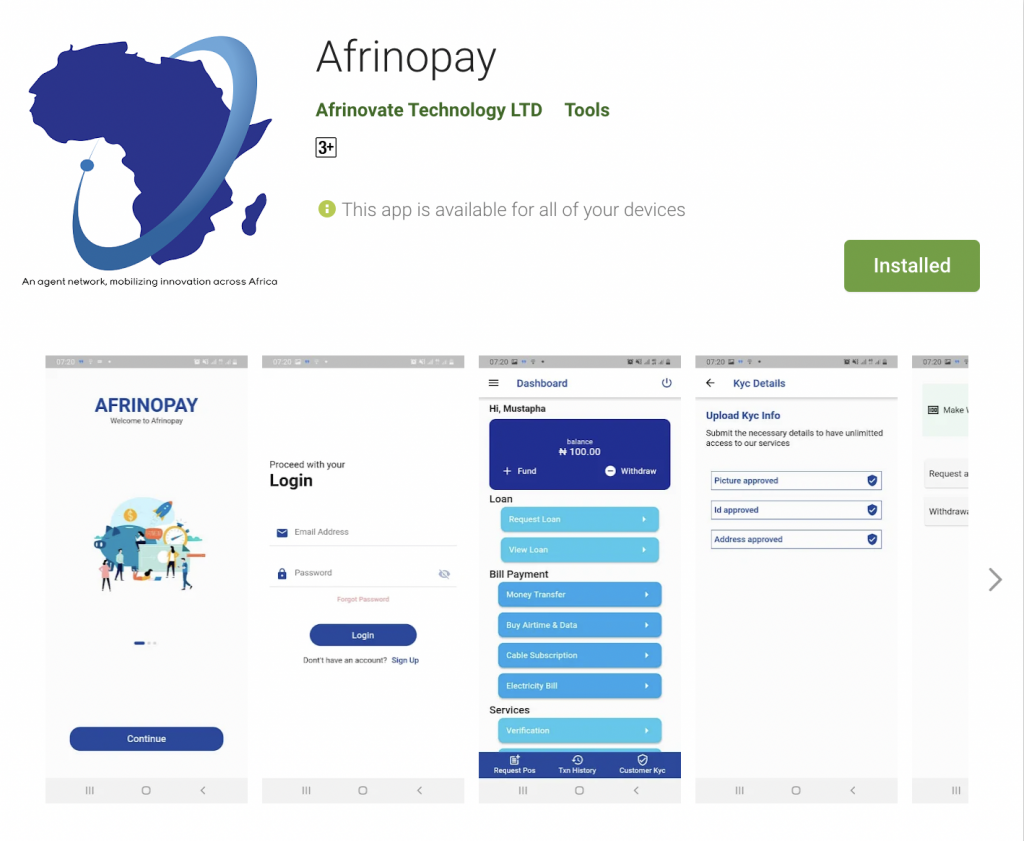 Afrinopay
Afrinovate Technology LTD Tools
3+
This app is available for all of your devices
Installed
An agent network, mobilizing innovation across Africa
07:20
AFRINOPAY
Welcome to Afrinopay
Continue
07:20
Proceed with your
Login
Email Address
Password
Forgot Password
Login
Dont't have an account? Sign Up
07:20
Dashboard
Hi, Mustapha
balance
₦ 100.00
+ Fund
Withdraw
Loan
Request Loan
View Loan
Bill Payment
Money Transfer
Buy Airtime & Data
Cable Subscription
Electricity Bill
Services
Verification
Request Pos Txn History Customer Kyc
07:20
Kyc Details
Upload Kyc Info
Submit the necessary details to have unlimitted
access to our services
Picture approved
Id approved
Address approved
07:20
Make
Request a
Withdrawa